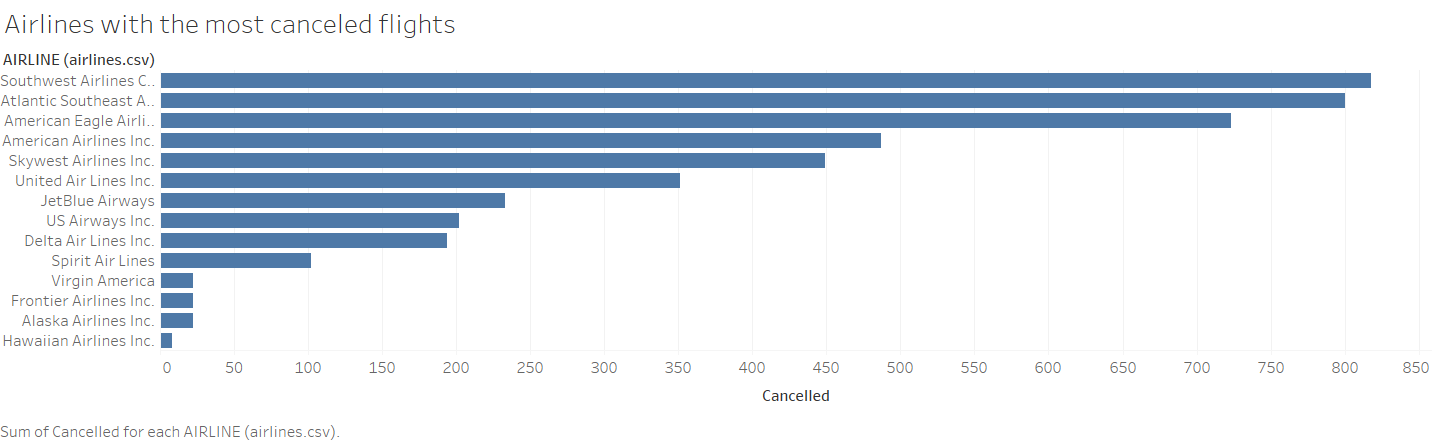 Airlines with the most canceled flights
AIRLINE (airlines.csv)
Southwest Airlines C..
Atlantic Southeast A..
American Eagle Airli..
American Airlines Inc.
Skywest Airlines Inc.
United Air Lines Inc.
JetBlue Airways
US Airways Inc.
Delta Air Lines Inc.
Spirit Air Lines
Virgin America
Frontier Airlines Inc.
Alaska Airlines Inc.
Hawaiian Airlines Inc.
0 50 100 150 200 250 300 350 400 450 500 550 600 650 700 750 800 850
Cancelled
Sum of Cancelled for each AIRLINE (airlines.csv).